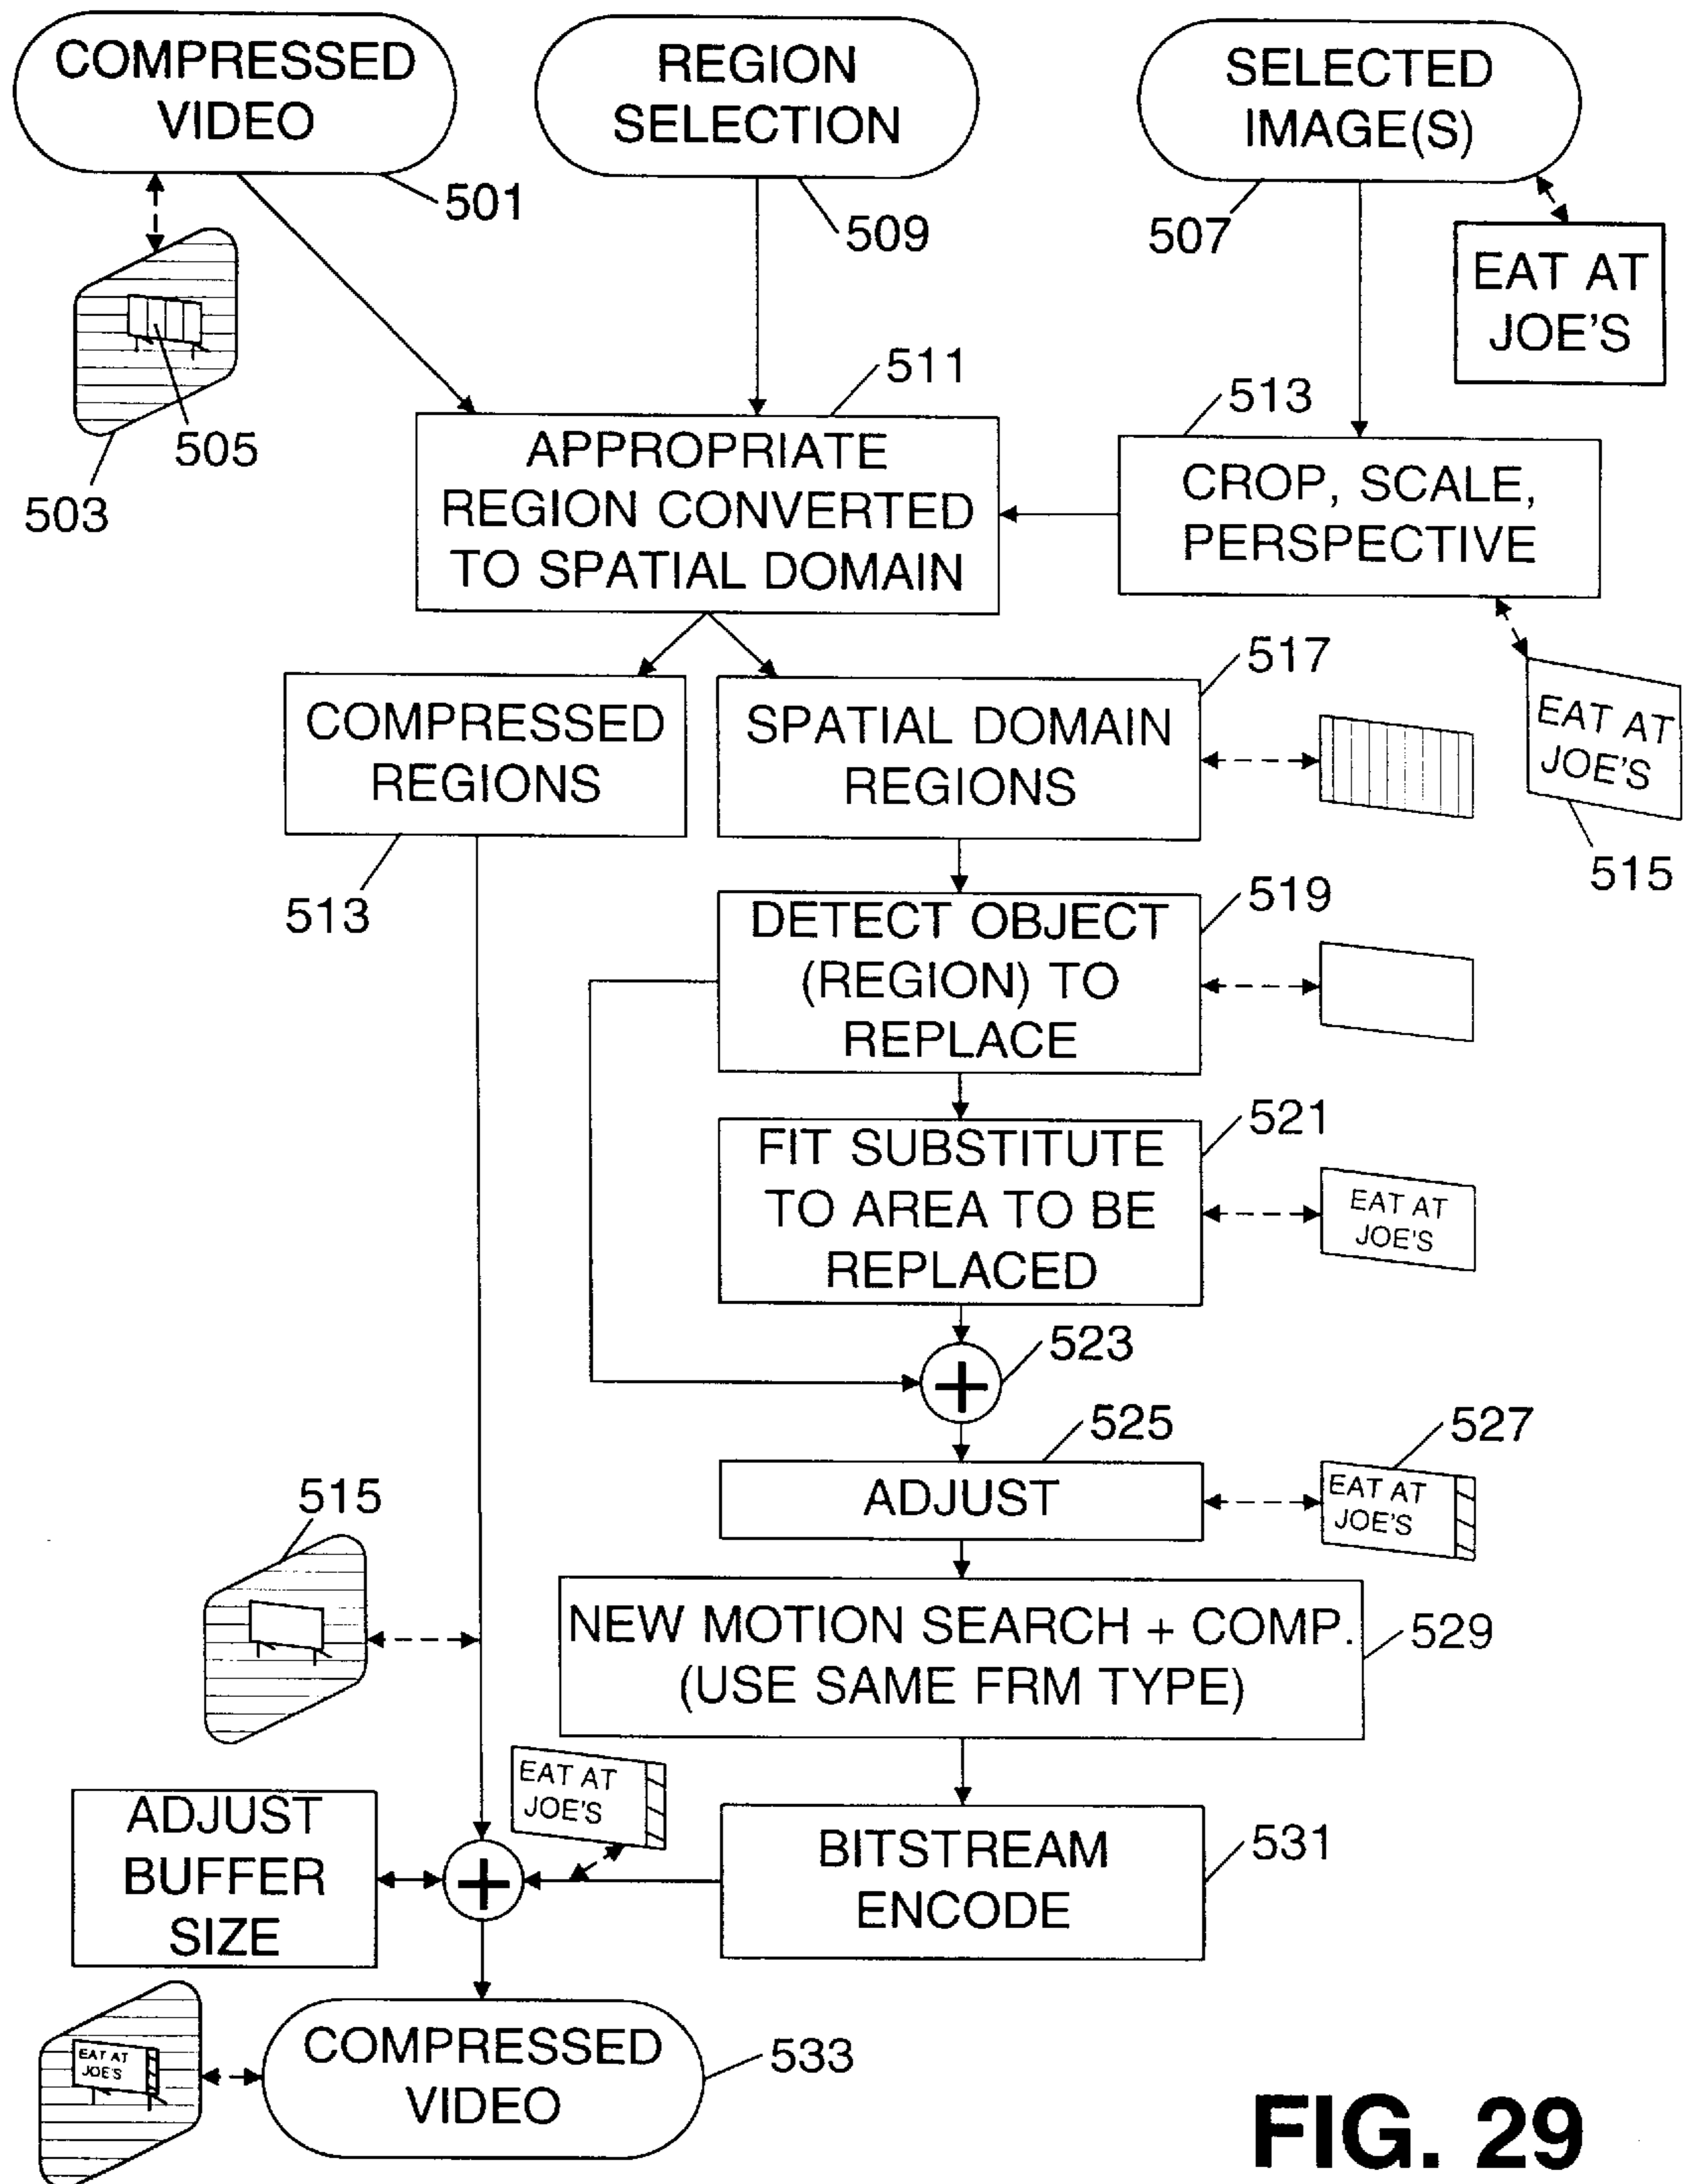 COMPRESSED
VIDEO
REGION
SELECTION
SELECTED
IMAGE(S)
501
509
507
EAT AT
JOE'S
505
503
511
513
APPROPRIATE
REGION CONVERTED
TO SPATIAL DOMAIN
CROP, SCALE,
PERSPECTIVE
517
COMPRESSED
REGIONS
SPATIAL DOMAIN
REGIONS
EAT AT
JOE'S
515
513
519
DETECT OBJECT
(REGION) TO
REPLACE
521
FIT SUBSTITUTE
TO AREA TO BE
REPLACED
EAT AT
JOE'S
+
523
525
527
ADJUST
EAT AT
JOE'S
515
NEW MOTION SEARCH + COMP.
(USE SAME FRM TYPE)
529
EAT AT
JOE'S
ADJUST
BUFFER
SIZE
+
BITSTREAM
ENCODE
531
EAT AT
JOE'S
COMPRESSED
VIDEO
533
FIG. 29